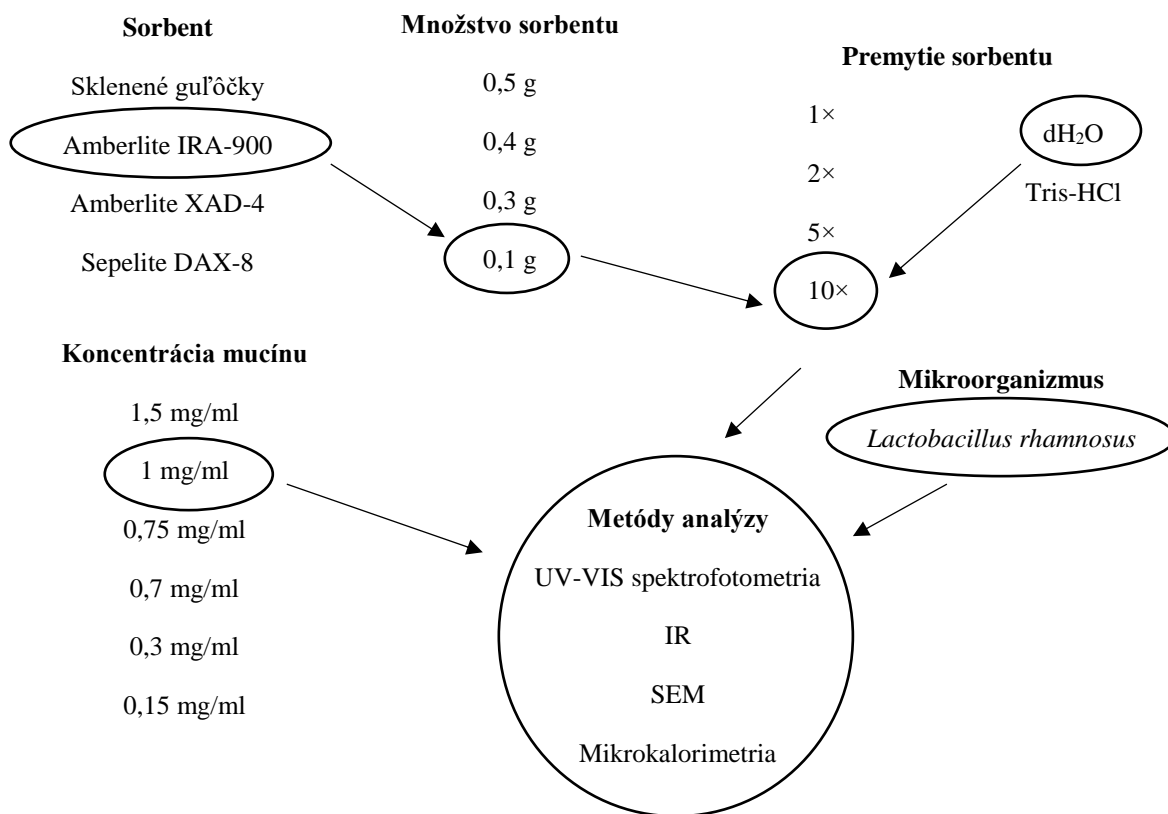 Sorbent
Sklenené guľôčky
Amberlite IRA-900
Amberlite XAD-4
Sepelite DAX-8
Množstvo sorbentu
0,5 g
0,4 g
0,3 g
0,1 g
Premytie sorbentu
1×
2×
5×
10×
dH₂O
Tris-HCl
Koncentrácia mucínu
1,5 mg/ml
1 mg/ml
0,75 mg/ml
0,7 mg/ml
0,3 mg/ml
0,15 mg/ml
Mikroorganizmus
Lactobacillus rhamnosus
Metódy analýzy
UV-VIS spektrofotometria
IR
SEM
Mikrokalorimetria